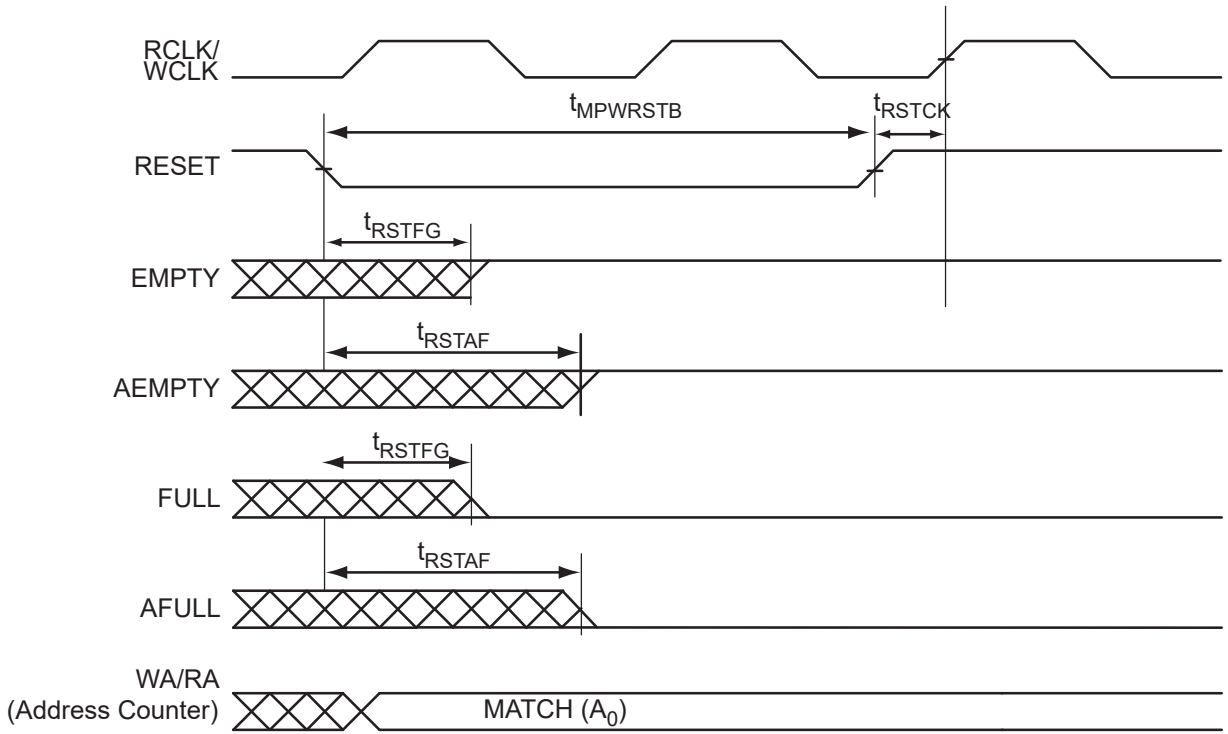 RCLK/
WCLK
tMPWRSTB
tRSTCK
RESET
tRSTFG
EMPTY
tRSTAF
AEMPTY
tRSTFG
FULL
tRSTAF
AFULL
WA/RA
(Address Counter)
MATCH (A0)